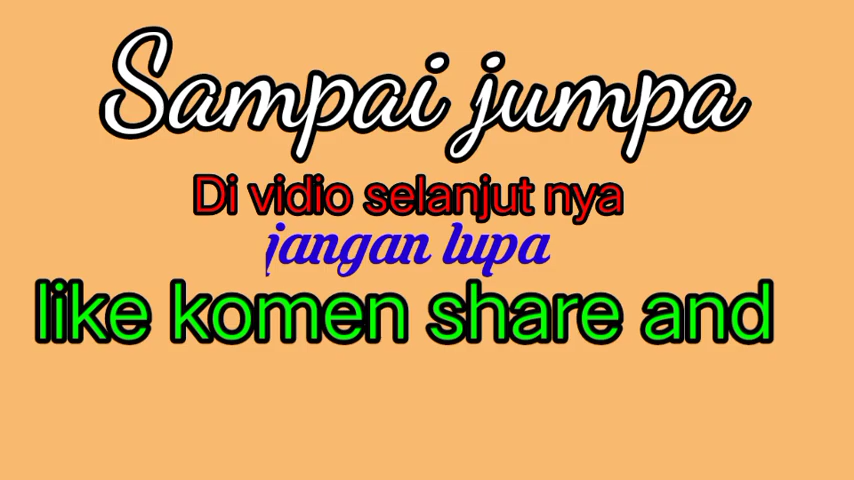 Sampai jumpa
Di vidio selanjut nya
jangan lupa
like komen share and